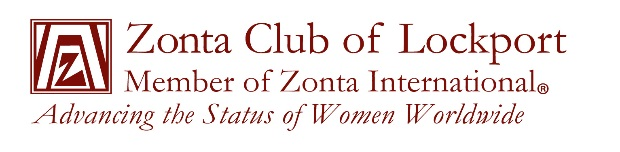 Zonta Club of Lockport
Member of Zonta International®
Advancing the Status of Women Worldwide